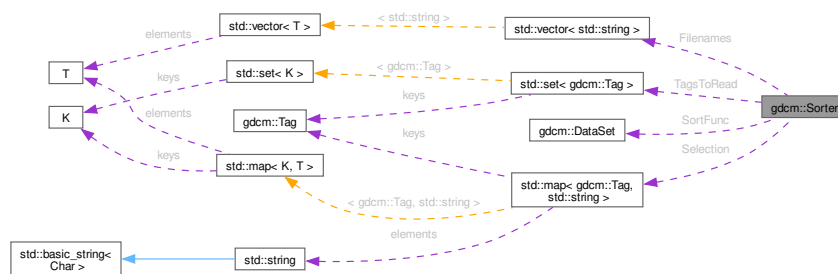 std::vector< T >
< std::string >
std::vector< std::string >
Filenames
elements
T
keys
std::set< K >
< gdcm::Tag >
std::set< gdcm::Tag >
TagsToRead
gdcm::Sorter
K
elements
gdcm::Tag
keys
keys
gdcm::DataSet
SortFunc
Selection
keys
std::map< K, T >
< gdcm::Tag, std::string >
std::map< gdcm::Tag,
std::string >
elements
std::basic_string<
Char >
std::string